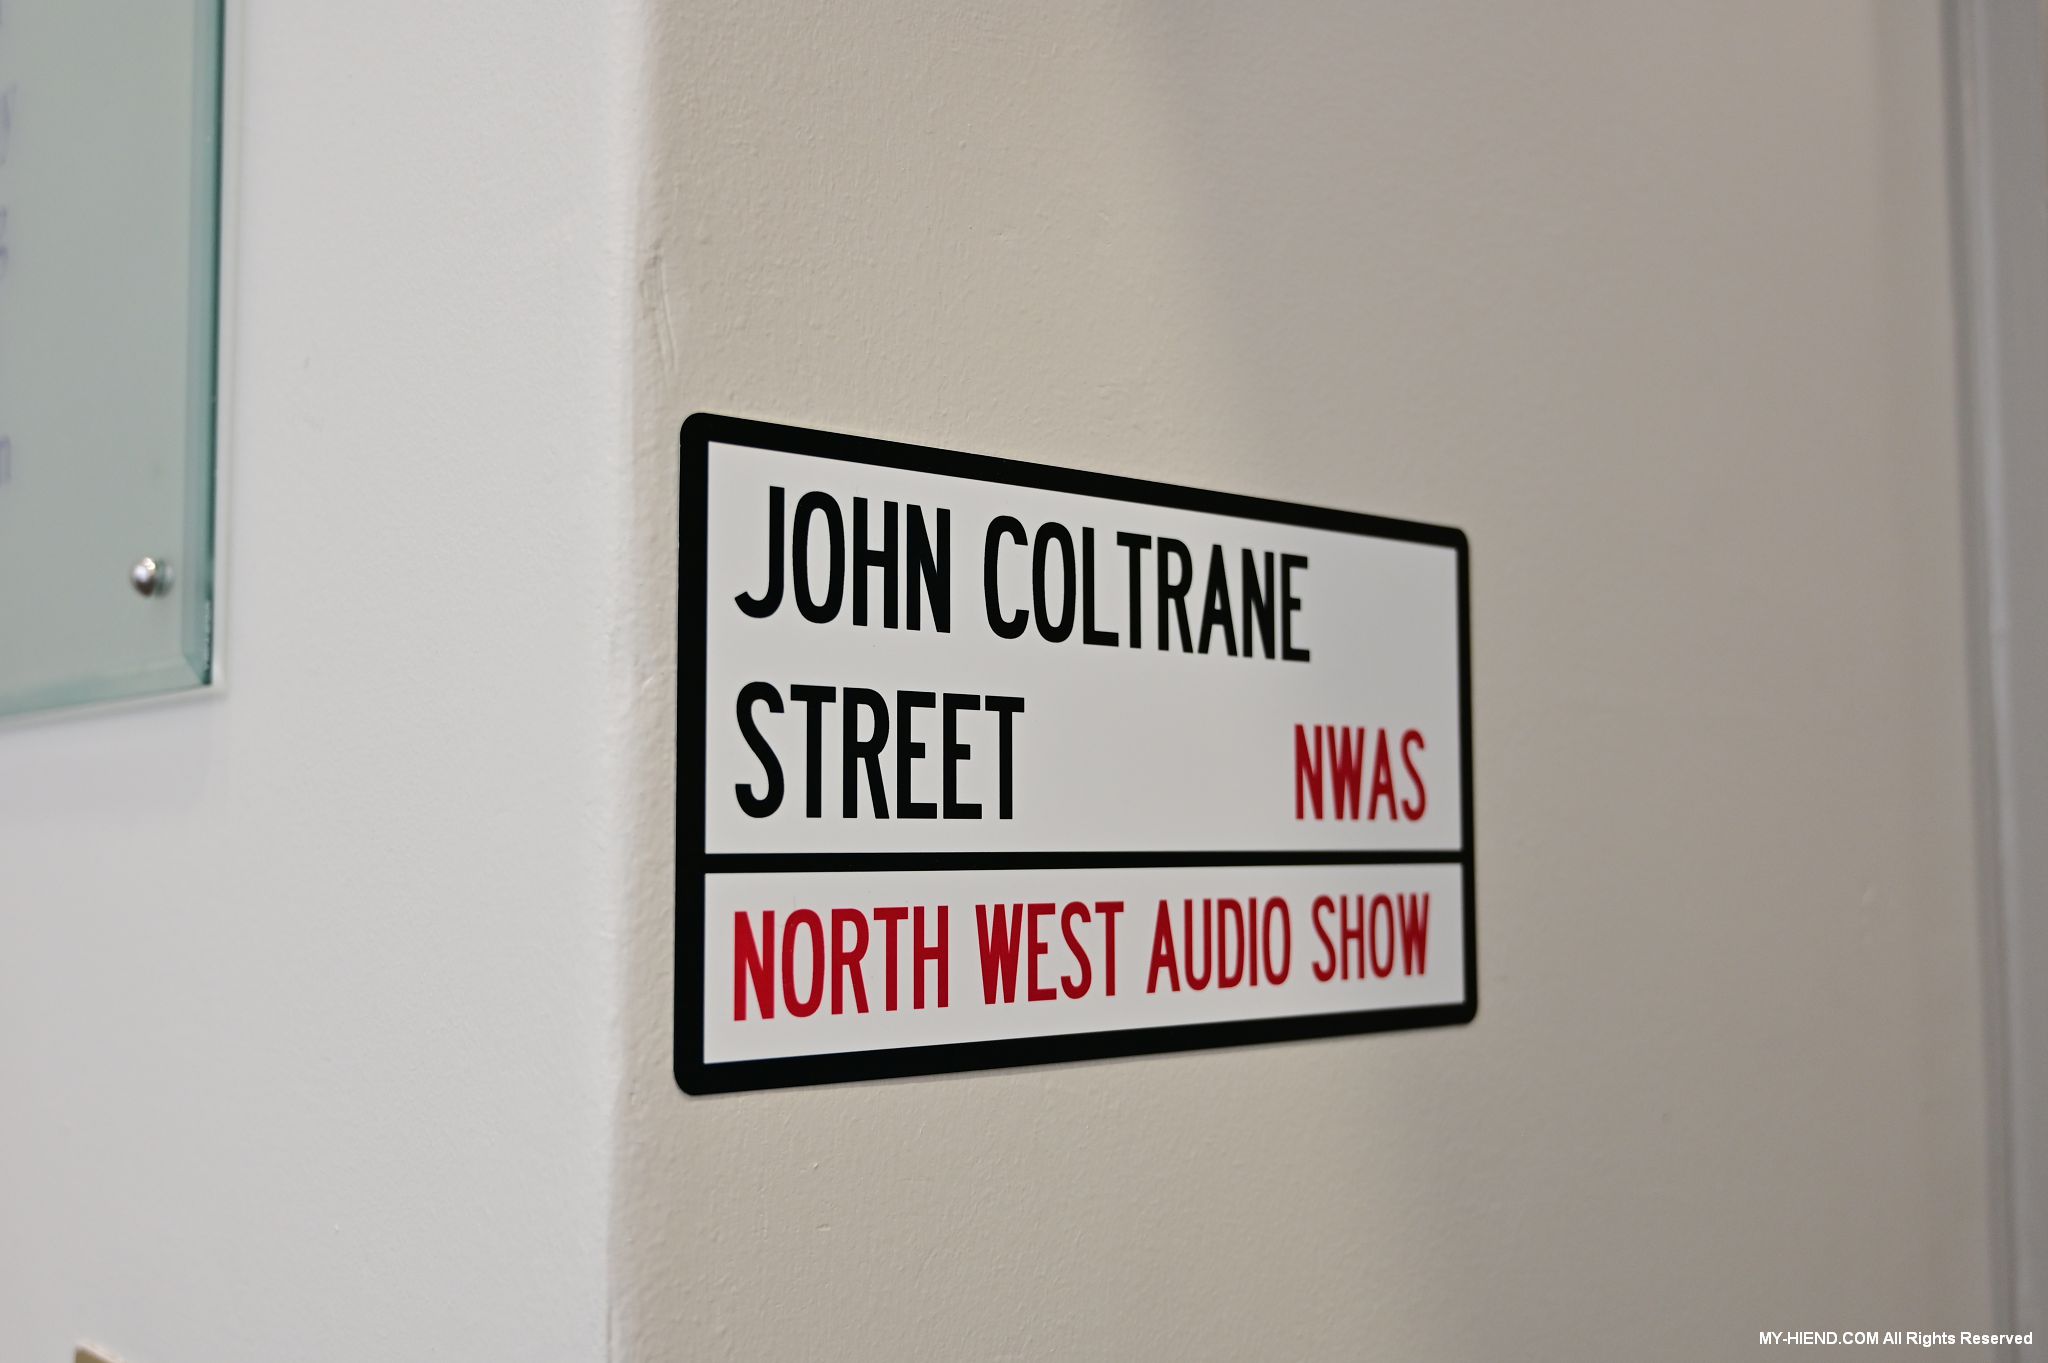 JOHN COLTRANE
STREET
NWAS
NORTH WEST AUDIO SHOW
MY-HIEND.COM All Rights Reserved